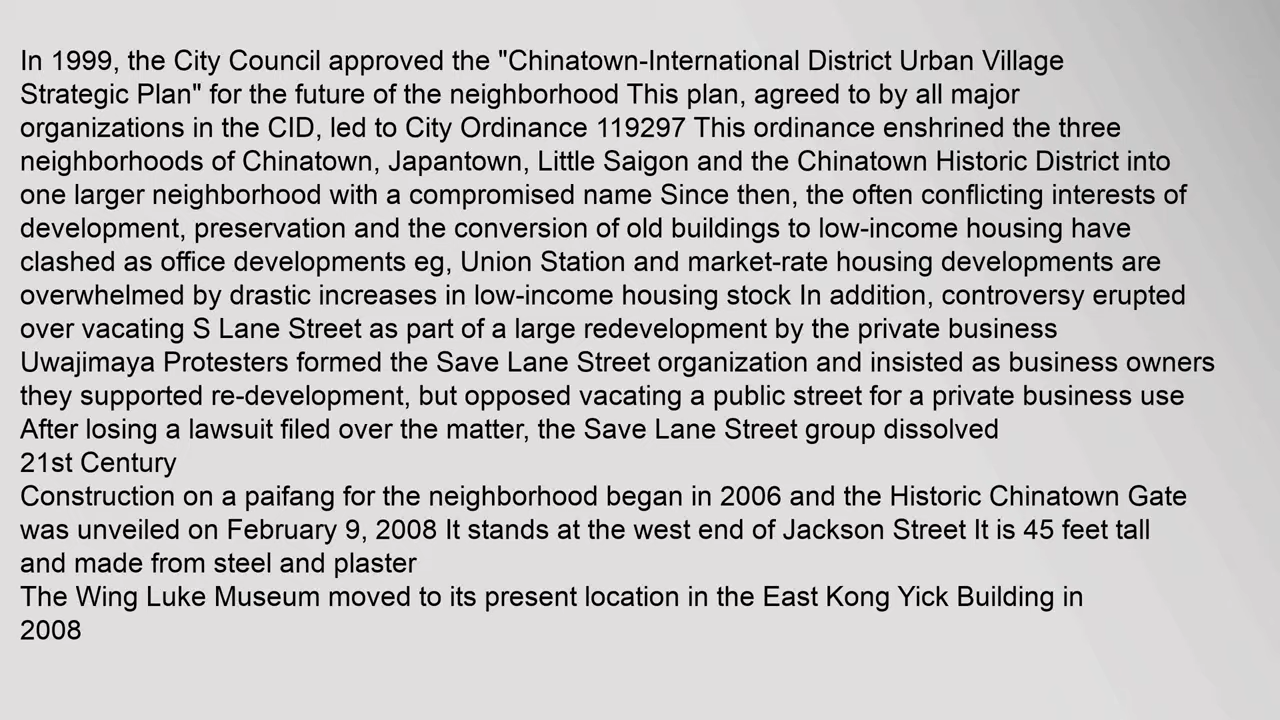 In 1999, the City Council approved the "Chinatown-International District Urban Village
Strategic Plan" for the future of the neighborhood This plan, agreed to by all major
organizations in the CID, led to City Ordinance 119297 This ordinance enshrined the three
neighborhoods of Chinatown, Japantown, Little Saigon and the Chinatown Historic District into
one larger neighborhood with a compromised name Since then, the often conflicting interests of
development, preservation and the conversion of old buildings to low-income housing have
clashed as office developments eg, Union Station and market-rate housing developments are
overwhelmed by drastic increases in low-income housing stock In addition, controversy erupted
over vacating S Lane Street as part of a large redevelopment by the private business
Uwajimaya Protesters formed the Save Lane Street organization and insisted as business owners
they supported re-development, but opposed vacating a public street for a private business use
After losing a lawsuit filed over the matter, the Save Lane Street group dissolved
21st Century
Construction on a paifang for the neighborhood began in 2006 and the Historic Chinatown Gate
was unveiled on February 9, 2008 It stands at the west end of Jackson Street It is 45 feet tall
and made from steel and plaster
The Wing Luke Museum moved to its present location in the East Kong Yick Building in
2008